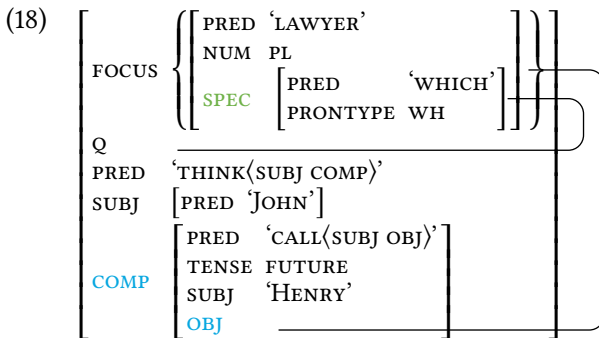 (18)
PRED ‘LAWYER’
NUM PL
FOCUS
SPEC
PRED ‘WHICH’
PRONTYPE WH
Q
PRED ‘THINK⟨SUBJ COMP⟩’
SUBJ [PRED ‘JOHN’]
PRED ‘CALL⟨SUBJ OBJ⟩’
TENSE FUTURE
COMP
SUBJ ‘HENRY’
OBJ